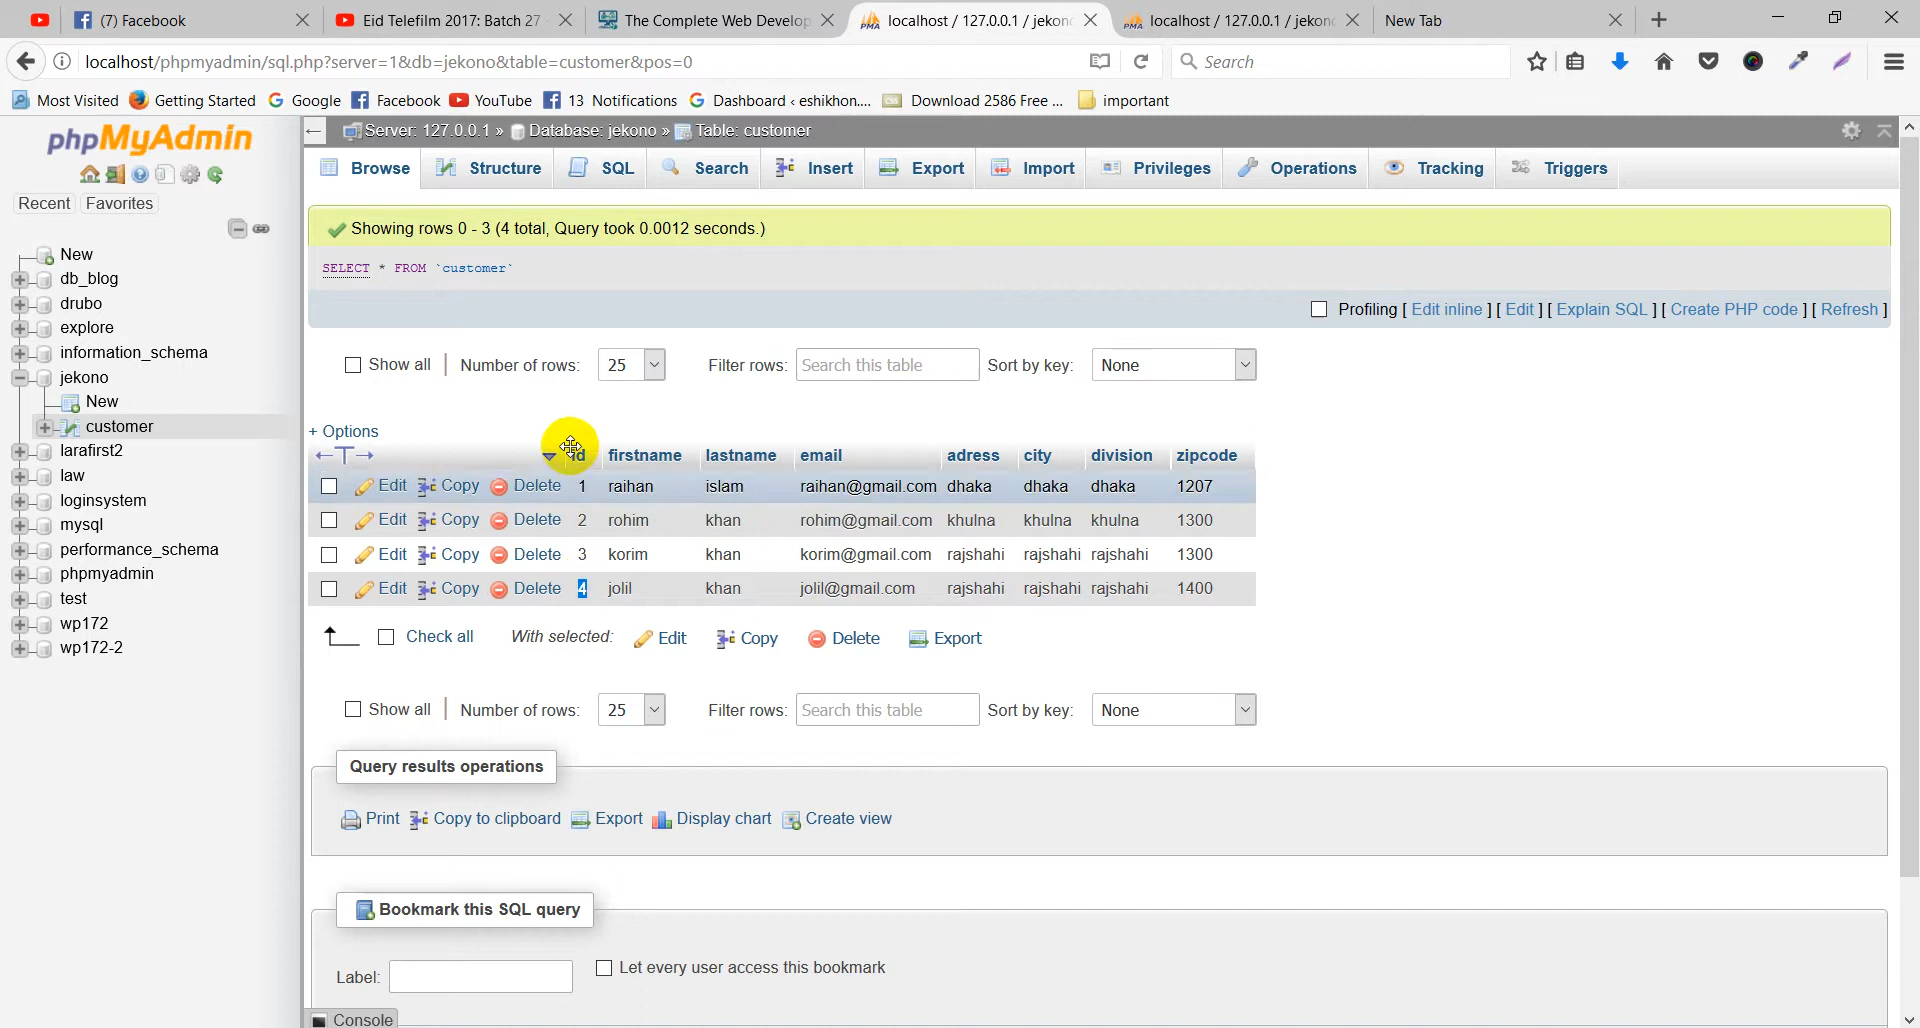 (7) Facebook
Eid Telefilm 2017: Batch 27 -
The Complete Web Develop
localhost / 127.0.0.1 / jekono
localhost / 127.0.0.1 / jekono
New Tab
localhost/phpmyadmin/sql.php?server=1&db=jekono&table=customer&pos=0
Search
Most Visited Getting Started Google Facebook YouTube 13 Notifications Dashboard ‹ eshikhon.... Download 2586 Free ... important
phpMyAdmin
Recent Favorites
New
db_blog
drubo
explore
information_schema
jekono
New
customer
larafirst2
law
loginsystem
mysql
performance_schema
phpmyadmin
test
wp172
wp172-2
Server: 127.0.0.1 » Database: jekono » Table: customer
Browse Structure SQL Search Insert Export Import Privileges Operations Tracking Triggers
Showing rows 0 - 3 (4 total, Query took 0.0012 seconds.)
SELECT * FROM `customer`
Profiling [ Edit inline ] [ Edit ] [ Explain SQL ] [ Create PHP code ] [ Refresh ]
Show all Number of rows: 25 Filter rows: Search this table Sort by key: None
+ Options
id firstname lastname email adress city division zipcode
Edit Copy Delete 1 raihan islam raihan@gmail.com dhaka dhaka dhaka 1207
Edit Copy Delete 2 rohim khan rohim@gmail.com khulna khulna khulna 1300
Edit Copy Delete 3 korim khan korim@gmail.com rajshahi rajshahi rajshahi 1300
Edit Copy Delete 4 jolil khan jolil@gmail.com rajshahi rajshahi rajshahi 1400
Check all With selected: Edit Copy Delete Export
Show all Number of rows: 25 Filter rows: Search this table Sort by key: None
Query results operations
Print Copy to clipboard Export Display chart Create view
Bookmark this SQL query
Label: Let every user access this bookmark
Console